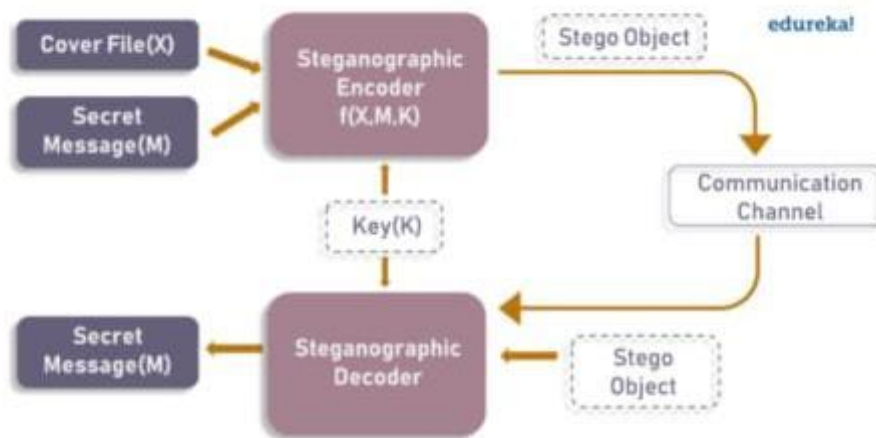 edureka!
Cover File(X)
Secret
Message(M)
Steganographic
Encoder
f(X,M,K)
Stego Object
Communication
Channel
Key(K)
Secret
Message(M)
Steganographic
Decoder
Stego
Object